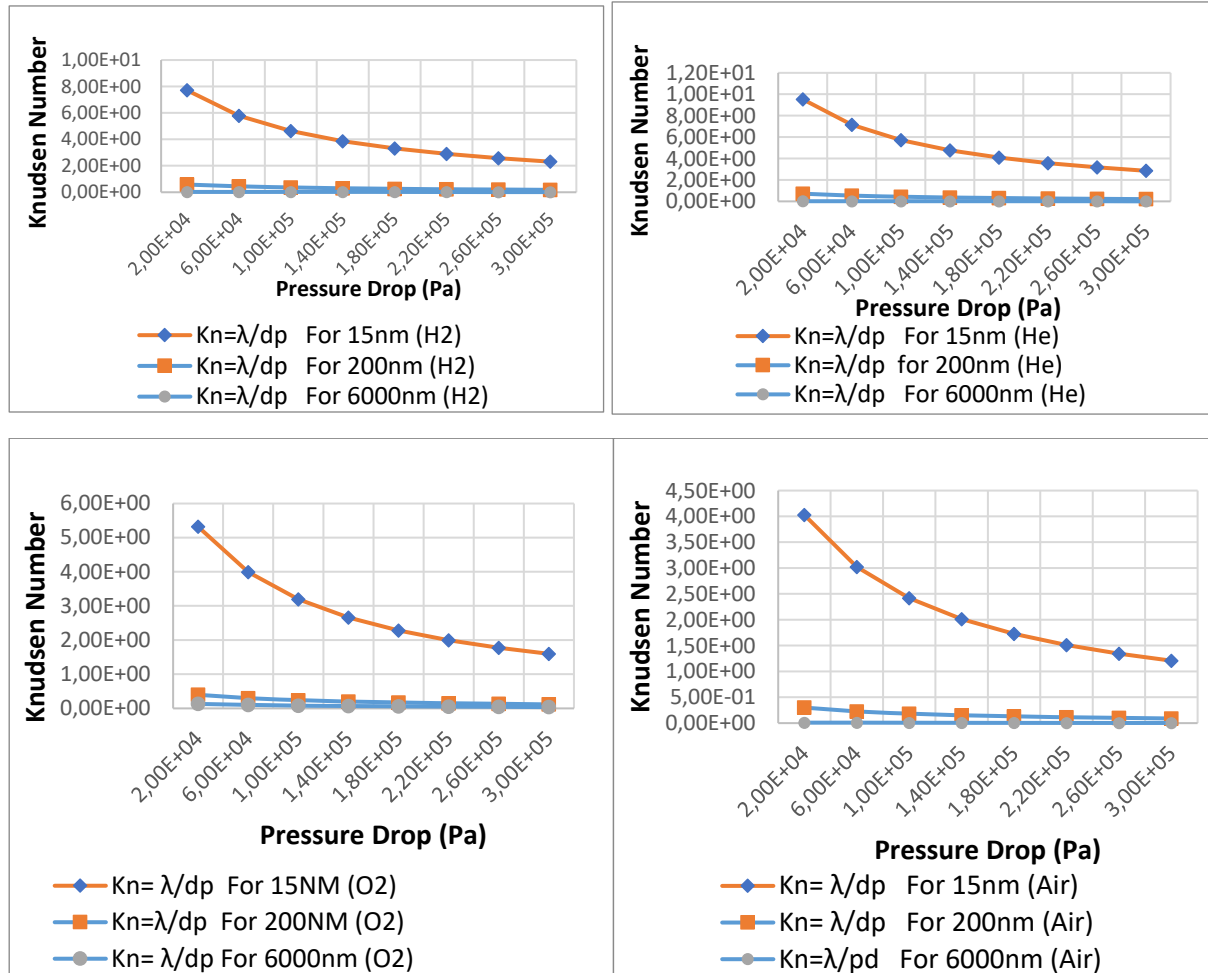 Knudsen Number
1,00E+01
8,00E+00
6,00E+00
4,00E+00
2,00E+00
0,00E+00
2,00E+04
6,00E+04
1,00E+05
1,40E+05
1,80E+05
2,20E+05
2,60E+05
3,00E+05
Pressure Drop (Pa)
Kn=λ/dp For 15nm (H2)
Kn=λ/dp For 200nm (H2)
Kn=λ/dp For 6000nm (H2)
Knudsen Number
1,20E+01
1,00E+01
8,00E+00
6,00E+00
4,00E+00
2,00E+00
0,00E+00
2,00E+04
6,00E+04
1,00E+05
1,40E+05
1,80E+05
2,20E+05
2,60E+05
3,00E+05
Pressure Drop (Pa)
Kn=λ/dp For 15nm (He)
Kn=λ/dp for 200nm (He)
Kn=λ/dp For 6000nm (He)
Knudsen Number
6,00E+00
5,00E+00
4,00E+00
3,00E+00
2,00E+00
1,00E+00
0,00E+00
2,00E+04
6,00E+04
1,00E+05
1,40E+05
1,80E+05
2,20E+05
2,60E+05
3,00E+05
Pressure Drop (Pa)
Kn= λ/dp For 15NM (O2)
Kn=λ/dp For 200NM (O2)
Kn= λ/dp For 6000nm (O2)
Knudsen Number
4,50E+00
4,00E+00
3,50E+00
3,00E+00
2,50E+00
2,00E+00
1,50E+00
1,00E+00
5,00E-01
0,00E+00
2,00E+04
6,00E+04
1,00E+05
1,40E+05
1,80E+05
2,20E+05
2,60E+05
3,00E+05
Pressure Drop (Pa)
Kn= λ/dp For 15nm (Air)
Kn= λ/dp For 200nm (Air)
Kn=λ/pd For 6000nm (Air)